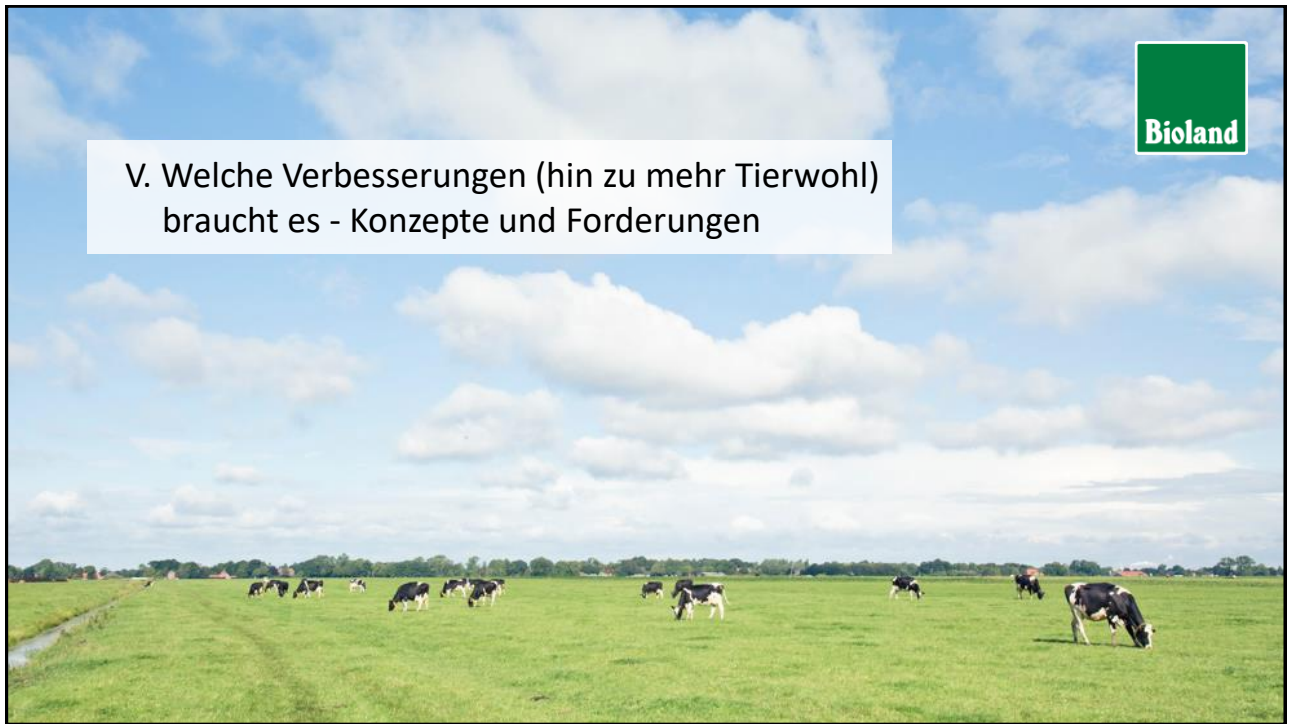 Bioland
V. Welche Verbesserungen (hin zu mehr Tierwohl)
braucht es - Konzepte und Forderungen